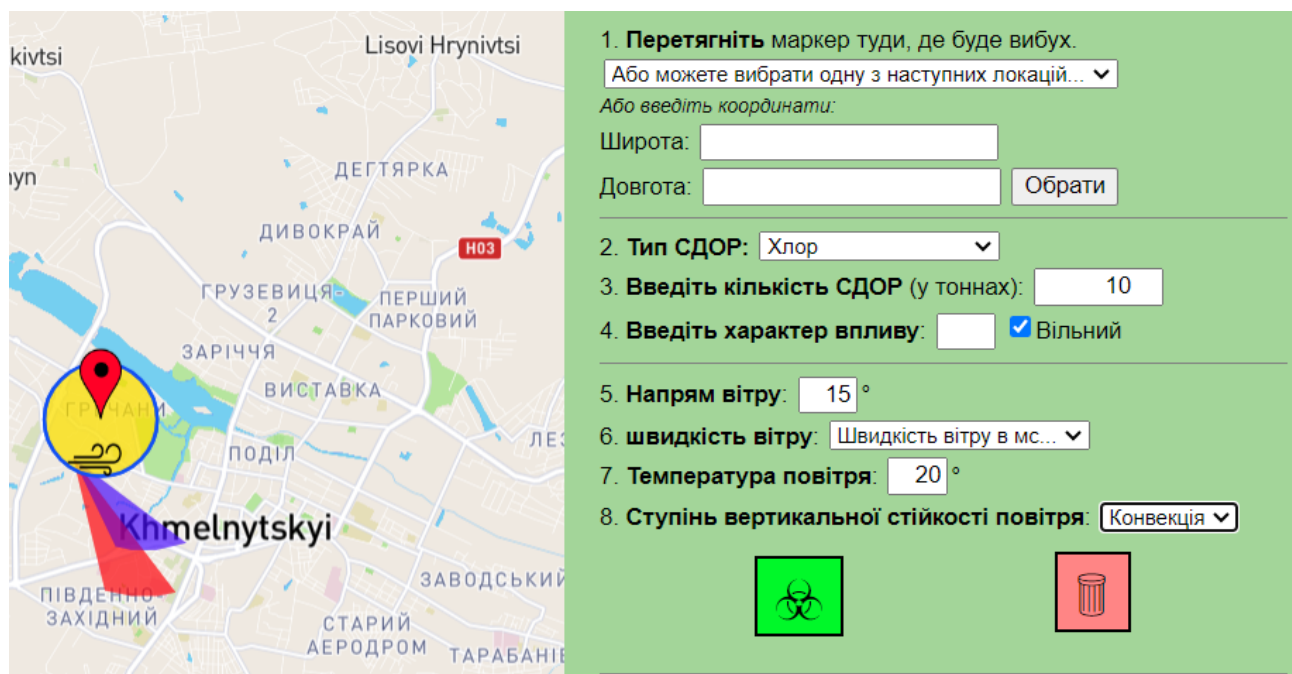 kivtsi
Lisovi Hrynivtsi
ДЕГТЯРКА
ДИВОКРАЙ
H03
ГРУЗЕВИЦЯ-
2
ПЕРШИЙ
ПАРКОВИЙ
ЗАРІЧЧЯ
ВИСТАВКА
ПОДІЛ
ЛЕ
Khmelnytskyi
ПІВДЕННО-
ЗАХІДНИЙ
ЗАВОДСЬКИЙ
СТАРИЙ
АЕРОДРОМ
ТАРАБАНІ
1. Перетягніть маркер туди, де буде вибух.
Або можете вибрати одну з наступних локацій...
Або введіть координати:
Широта:
Довгота: Обрати
2. Тип СДОР: Хлор
3. Введіть кількість СДОР (у тоннах): 10
4. Введіть характер впливу: Вільний
5. Напрям вітру: 15 °
6. швидкість вітру: Швидкість вітру в мс...
7. Температура повітря: 20 °
8. Ступінь вертикальної стійкості повітря: Конвекція